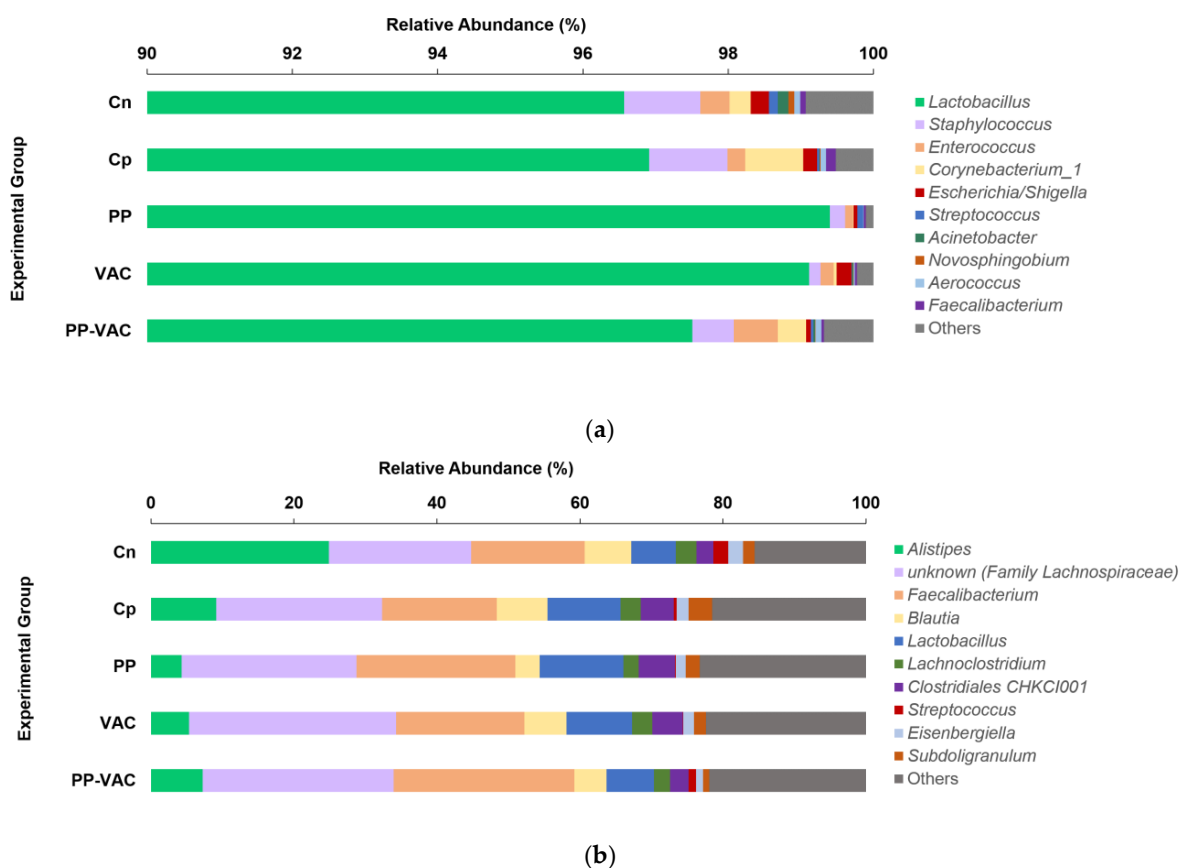 Relative Abundance (%)
90 92 94 96 98 100
Experimental Group
Cn
Cp
PP
VAC
PP-VAC
Lactobacillus
Staphylococcus
Enterococcus
Corynebacterium_1
Escherichia/Shigella
Streptococcus
Acinetobacter
Novosphingobium
Aerococcus
Faecalibacterium
Others
(a)
Relative Abundance (%)
0 20 40 60 80 100
Experimental Group
Cn
Cp
PP
VAC
PP-VAC
Alistipes
unknown (Family Lachnospiraceae)
Faecalibacterium
Blautia
Lactobacillus
Lachnoclostridium
Clostridiales CHKCI001
Streptococcus
Eisenbergiella
Subdoligranulum
Others
(b)